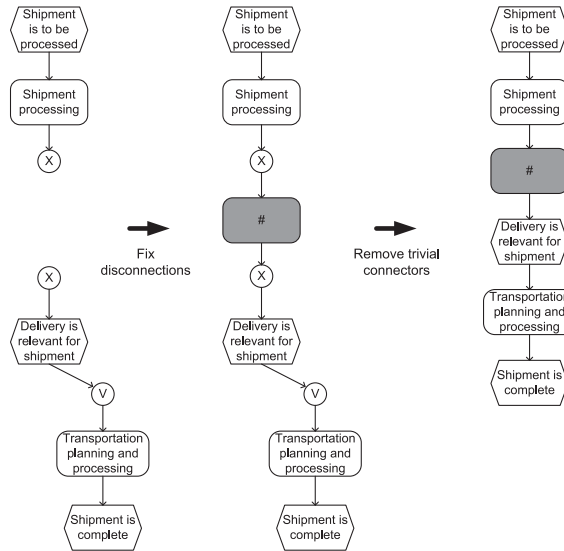 Shipment
is to be
processed
Shipment
processing
X
X
Delivery is
relevant for
shipment
V
Transportation
planning and
processing
Shipment is
complete
Fix
disconnections
Shipment
is to be
processed
Shipment
processing
X
#
X
Delivery is
relevant for
shipment
V
Transportation
planning and
processing
Shipment is
complete
Remove trivial
connectors
Shipment
is to be
processed
Shipment
processing
#
Delivery is
relevant for
shipment
Transportation
planning and
processing
Shipment is
complete